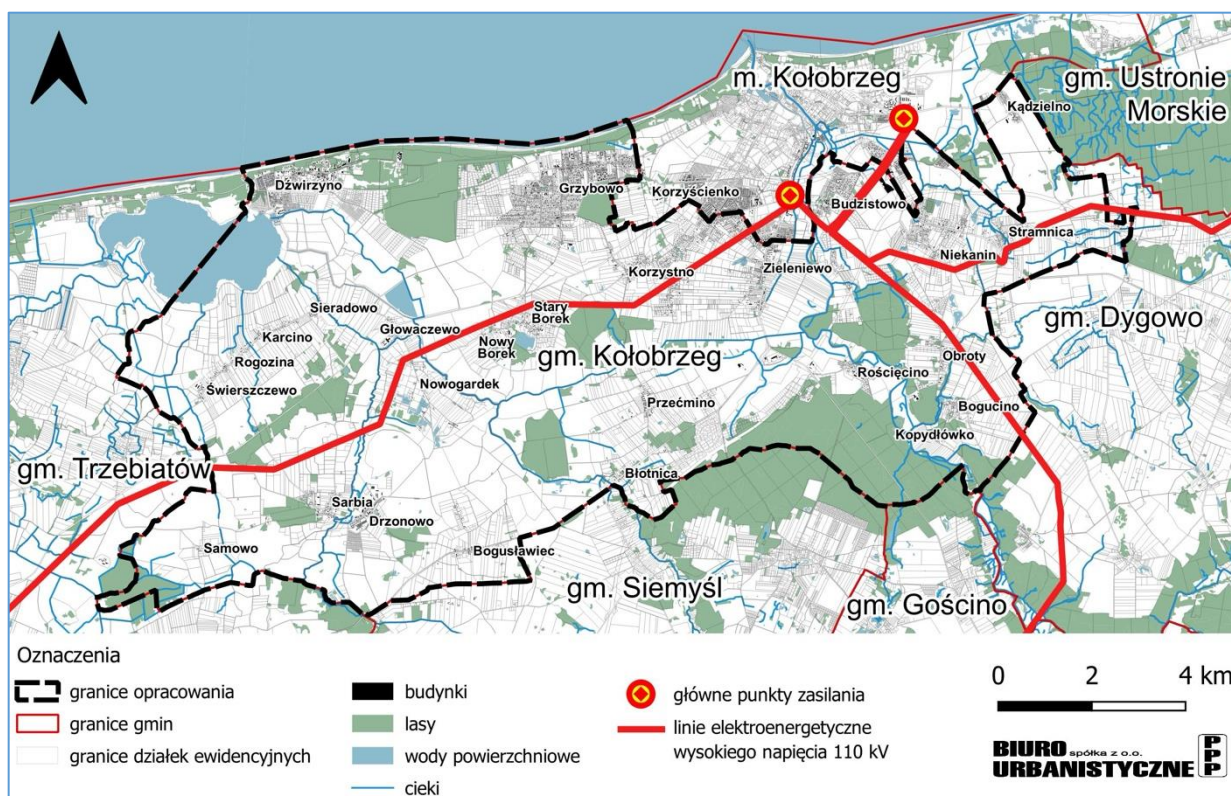 m. Kołobrzeg
gm. Ustronie
Morskie
Kądzielno
Dźwirzyno
Grzybowo
Korzyścienko
Budzistowo
Stramnica
Niekanin
Korzystno
Zieleniewo
Sieradowo
Stary
Borek
Karcino
Głowaczewo
gm. Dygowo
Nowy
Borek
gm. Kołobrzeg
Rogozina
Obroty
Rościęcino
Świerszczewo
Nowogardek
Przećmino
Bogucino
Kopydłówko
gm. Trzebiatów
Błotnica
Sarbia
Drzonowo
Samowo
Bogusławiec
gm. Siemyśl
gm. Gościno
Oznaczenia
granice opracowania
granice gmin
granice działek ewidencyjnych
budynki
lasy
wody powierzchniowe
cieki
główne punkty zasilania
linie elektroenergetyczne
wysokiego napięcia 110 kV
0 2 4 km
BIURO spółka z o.o.
URBANISTYCZNE
PPP